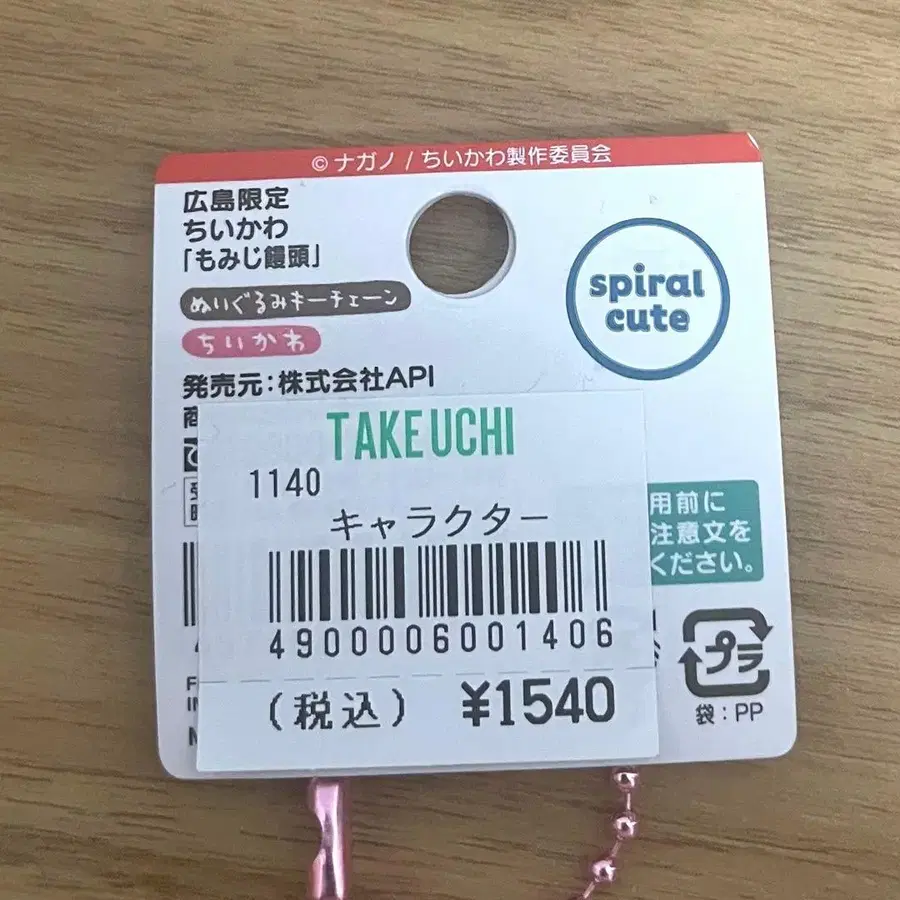 © ナガノ / ちいかわ製作委員会
広島限定
ちいかわ
「もみじ饅頭」
ぬいぐるみキーチェーン
ちいかわ
発売元:株式会社API
spiral
cute
商
TAKEUCHI
1140
キャラクター
4900006001406
(税込) ¥1540
用前に
注意文を
ください。
プラ
袋:PP